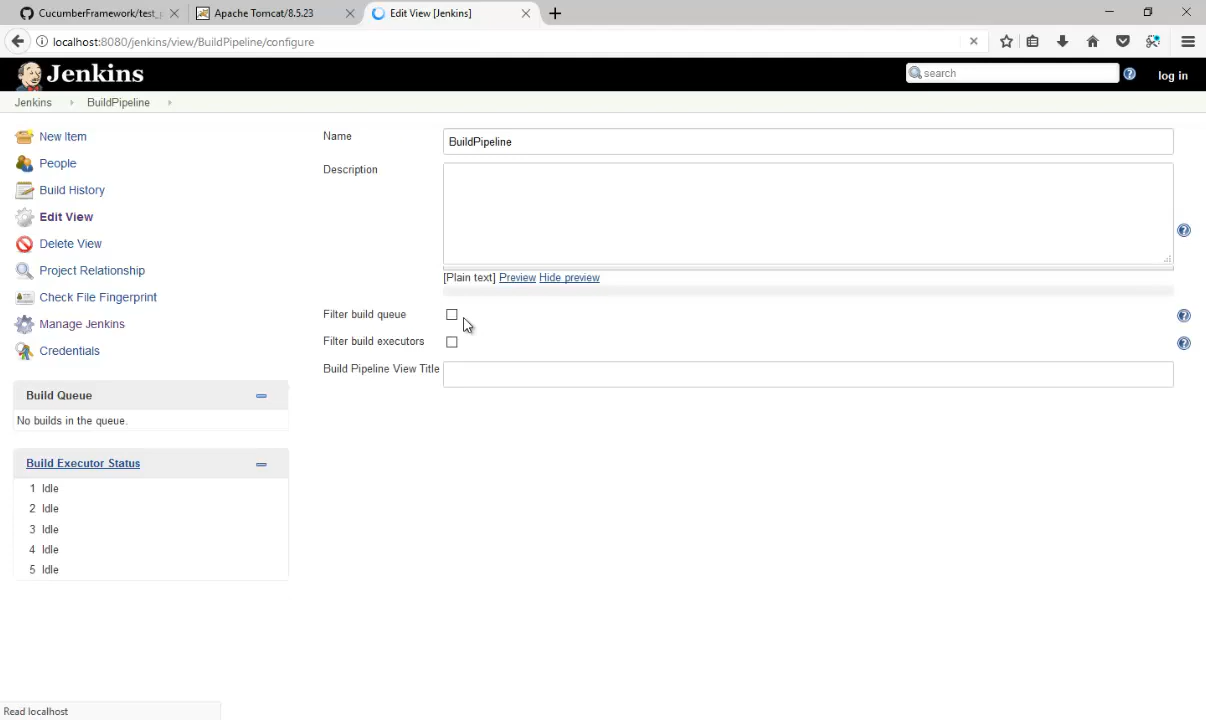 CucumberFramework/test_p
Apache Tomcat/8.5.23
Edit View [Jenkins]
localhost:8080/jenkins/view/BuildPipeline/configure
Jenkins
search
log in
Jenkins
BuildPipeline
New Item
People
Build History
Edit View
Delete View
Project Relationship
Check File Fingerprint
Manage Jenkins
Credentials
Build Queue
No builds in the queue.
Build Executor Status
1 Idle
2 Idle
3 Idle
4 Idle
5 Idle
Name
BuildPipeline
Description
[Plain text] Preview Hide preview
Filter build queue
Filter build executors
Build Pipeline View Title
Read localhost